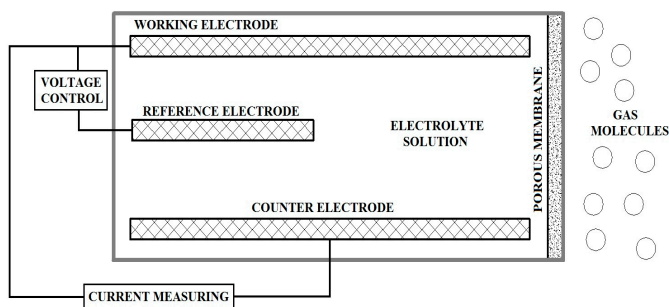 WORKING ELECTRODE
VOLTAGE
CONTROL
REFERENCE ELECTRODE
ELECTROLYTE
SOLUTION
POROUS MEMBRANE
GAS
MOLECULES
COUNTER ELECTRODE
CURRENT MEASURING